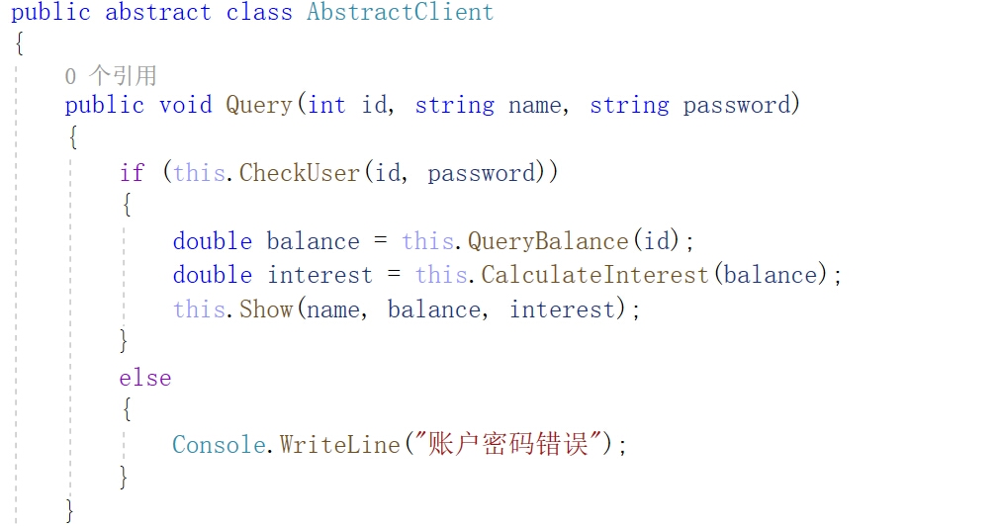 public abstract class AbstractClient
{
0 个引用
public void Query(int id, string name, string password)
{
if (this.CheckUser(id, password))
{
double balance = this.QueryBalance(id);
double interest = this.CalculateInterest(balance);
this.Show(name, balance, interest);
}
else
{
Console.WriteLine("账户密码错误");
}
}